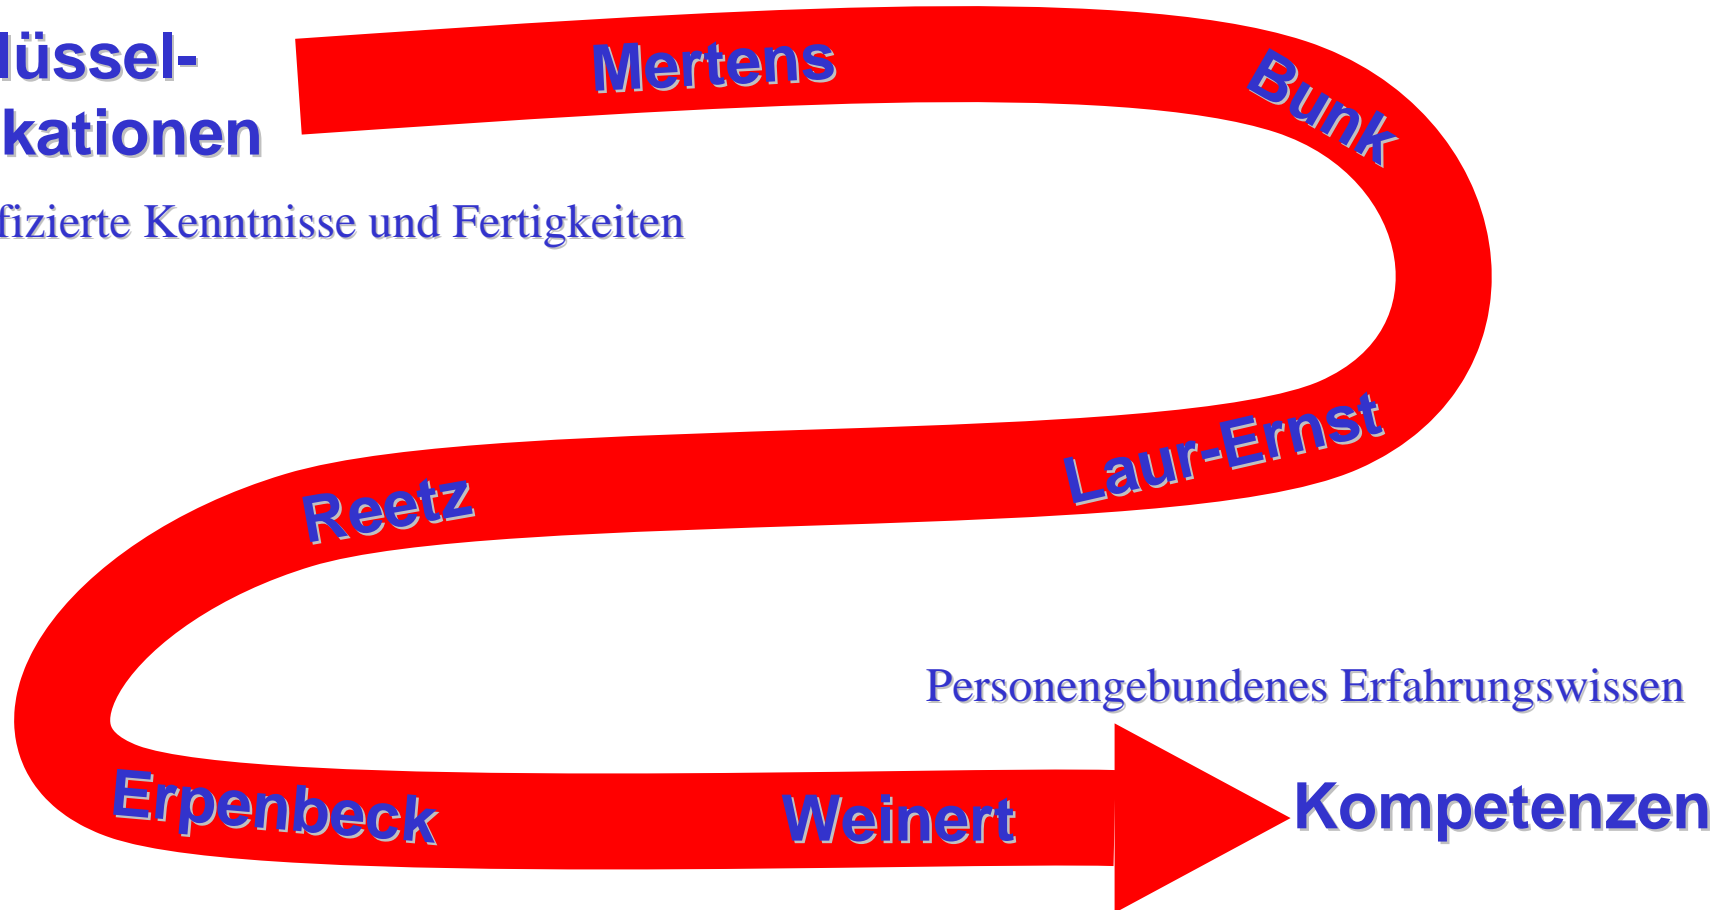 lüssel-
kationen
fizierte Kenntnisse und Fertigkeiten
Mertens
Bunk
Laur-Ernst
Reetz
Erpenbeck
Weinert
Personengebundenes Erfahrungswissen
Kompetenzen